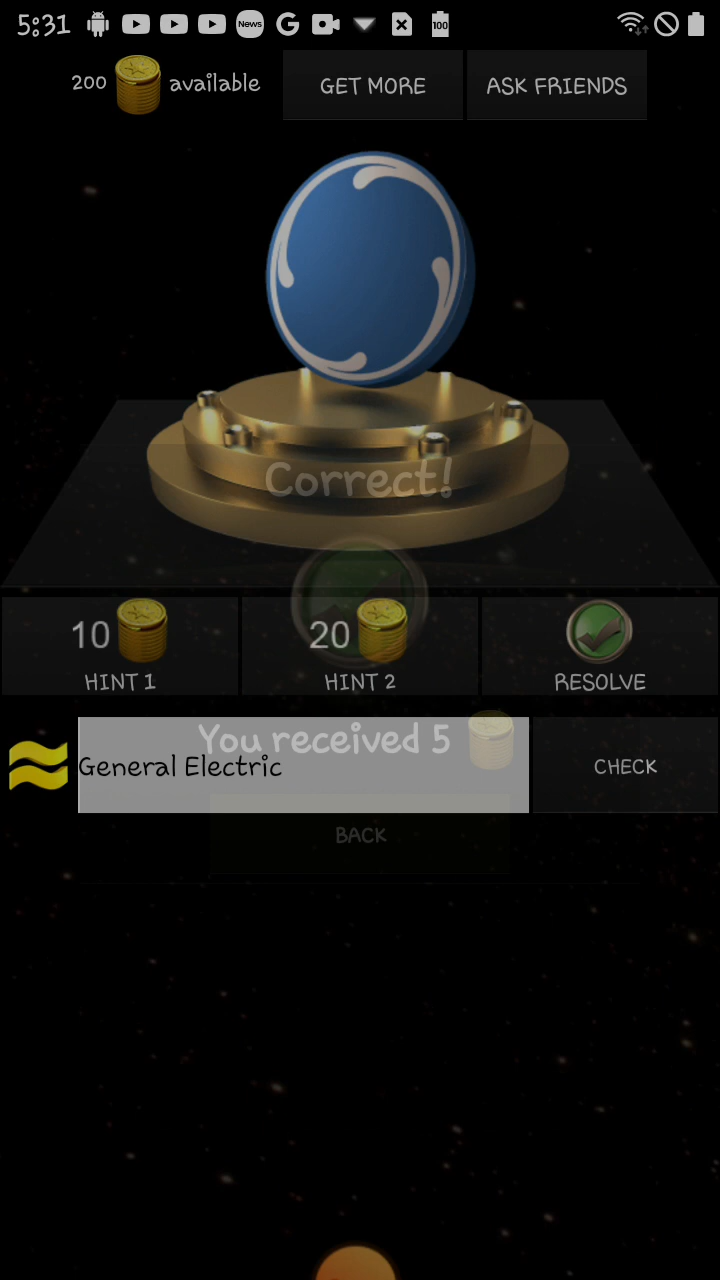 5:31 News 100
200 available GET MORE ASK FRIENDS
Correct!
10 20
HINT 1 HINT 2 RESOLVE
You received 5
General Electric CHECK
BACK